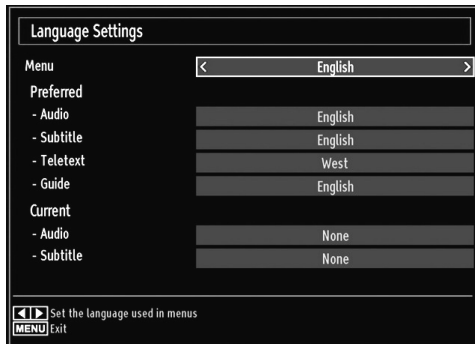 Language Settings
Menu < English >
Preferred
- Audio English
- Subtitle English
- Teletext West
- Guide English
Current
- Audio None
- Subtitle None
Set the language used in menus
MENU Exit